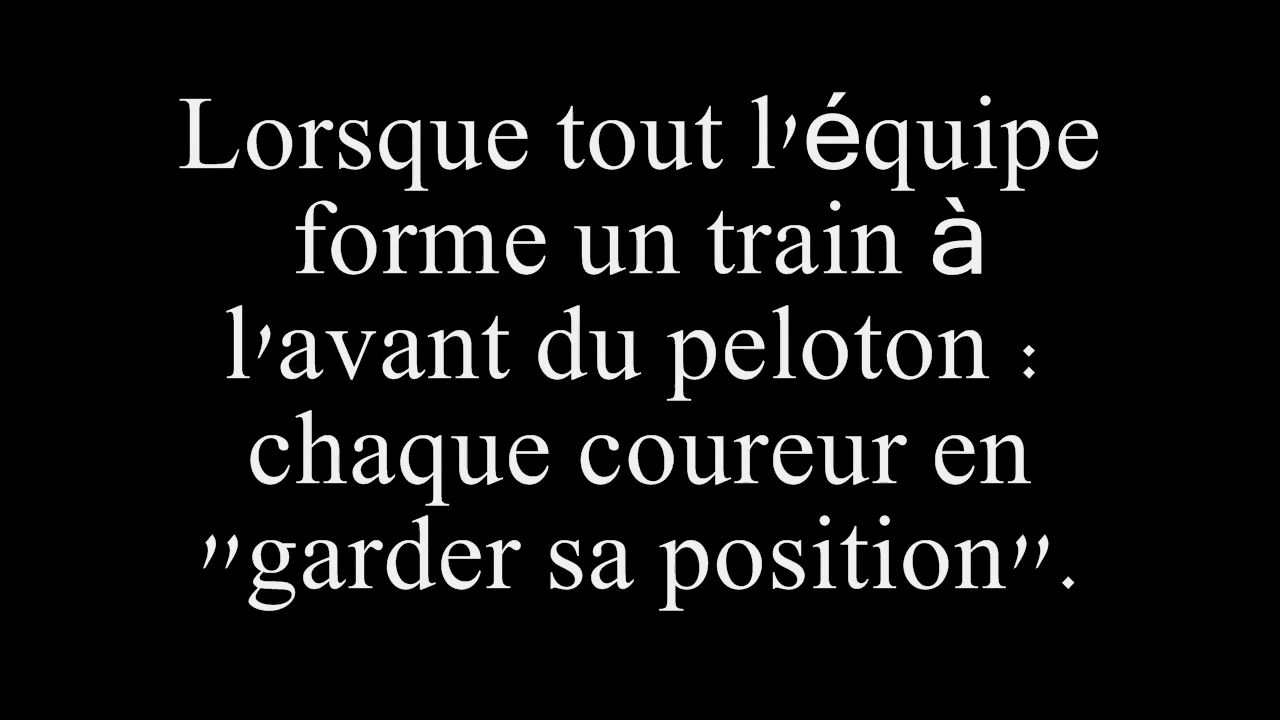 Lorsque tout l'équipe
forme un train à
l'avant du peloton :
chaque coureur en
"garder sa position".